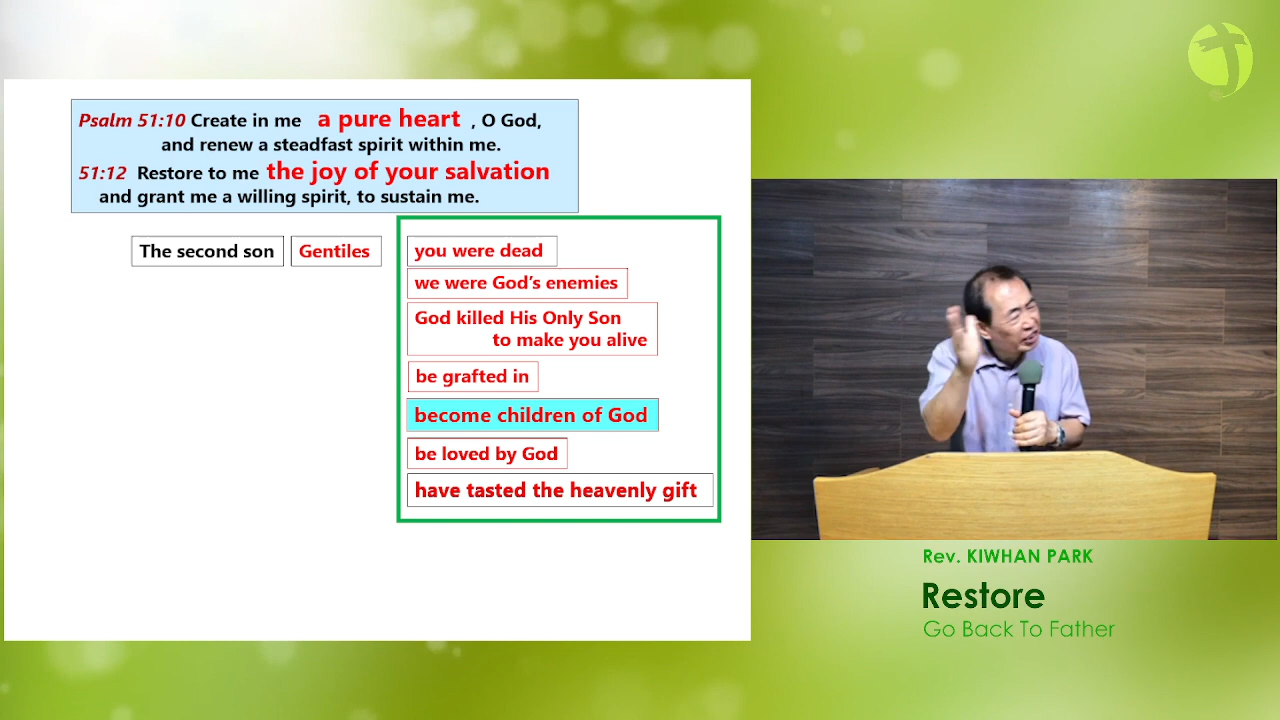 Psalm 51:10 Create in me a pure heart , O God,
and renew a steadfast spirit within me.
51:12 Restore to me the joy of your salvation
and grant me a willing spirit, to sustain me.
The second son
Gentiles
you were dead
we were God's enemies
God killed His Only Son
to make you alive
be grafted in
become children of God
be loved by God
have tasted the heavenly gift
Rev. KIWHAN PARK
Restore
Go Back To Father